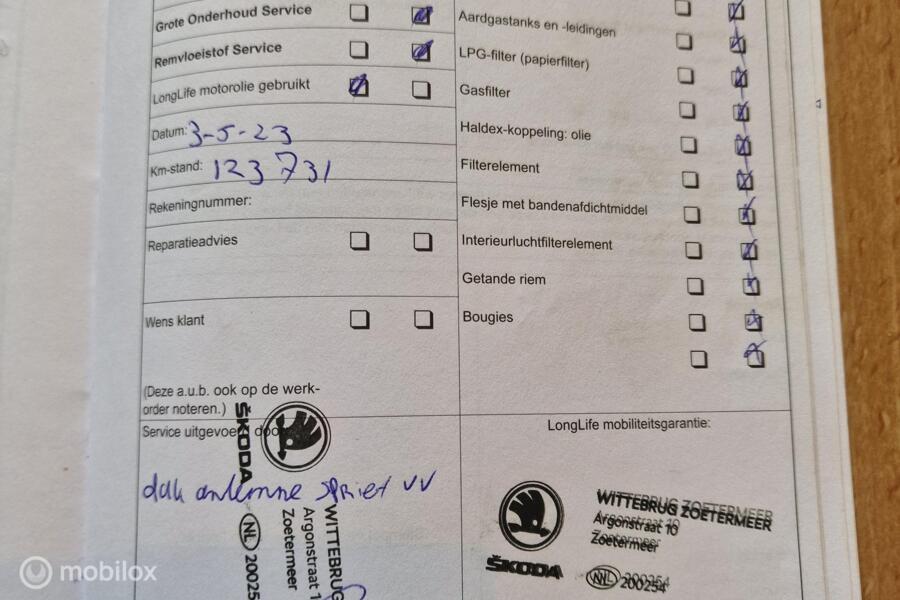 Grote Onderhoud Service
Remvloeistof Service
LongLife motorolie gebruikt
Datum: 3-5-23
Km-stand: 123731
Rekeningnummer:
Reparatieadvies
Wens klant
(Deze a.u.b. ook op de werk-
order noteren.)
Service uitgevoerd door
dak antenne spriet VV
ŠKODA
WITTEBRUG
Argonstraat 1
Zoetermeer
NL 20025
Aardgastanks en -leidingen
LPG-filter (papierfilter)
Gasfilter
Haldex-koppeling: olie
Filterelement
Flesje met bandenafdichtmiddel
Interieurluchtfilterelement
Getande riem
Bougies
LongLife mobiliteitsgarantie:
WITTEBRUG ZOETERMEER
Argonstraat 10
Zoetermeer
ŠKODA
NL 200254
mobilox